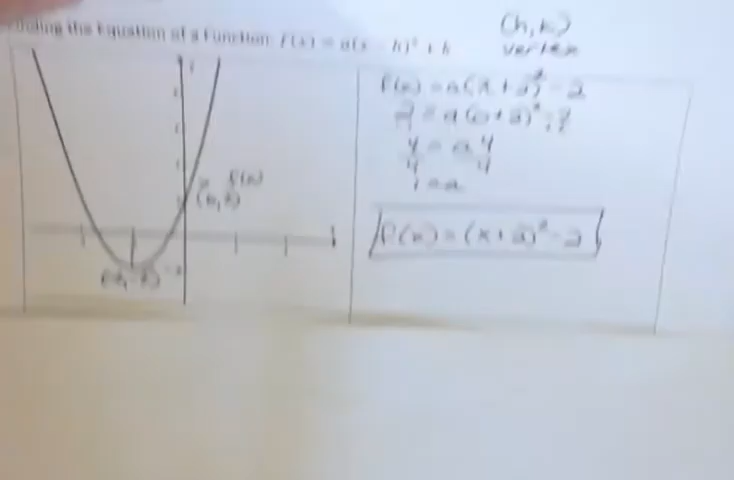 Finding the Equation of a Function: f(x) = a(x - h)² + k
(h, k)
vertex
f(x) = a(x + 2)² - 2
2 = a(0 + 2)² - 2
4 = a4
4 4
1 = a
f(x) = (x + 2)² - 2
f(x)